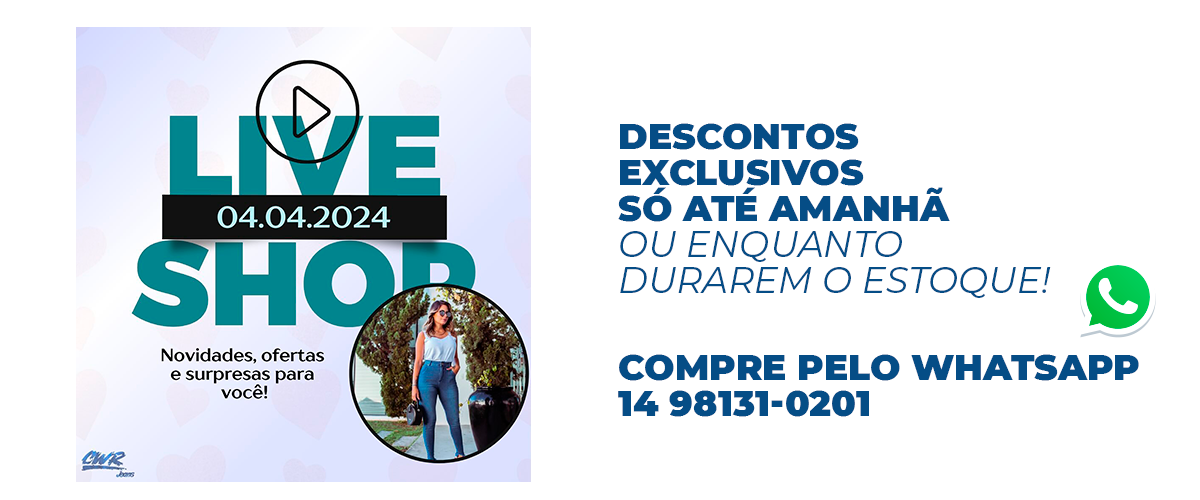 LIVE
04.04.2024
SHOP
Novidades, ofertas
e surpresas para
você!
CWR
Jeans
DESCONTOS
EXCLUSIVOS
SÓ ATÉ AMANHÃ
OU ENQUANTO
DURAREM O ESTOQUE!
COMPRE PELO WHATSAPP
14 98131-0201